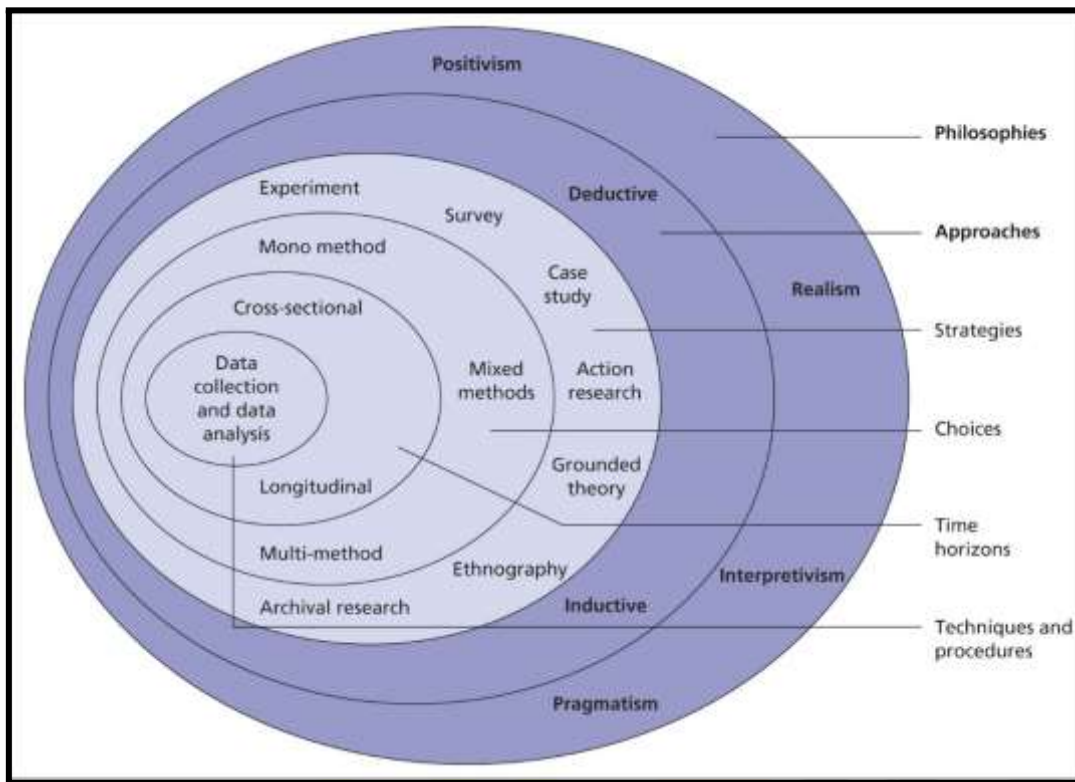 Positivism
Philosophies
Experiment
Deductive
Survey
Approaches
Mono method
Case
study
Realism
Cross-sectional
Strategies
Data
collection
and data
analysis
Mixed
methods
Action
research
Choices
Grounded
theory
Longitudinal
Time
horizons
Multi-method
Ethnography
Interpretivism
Archival research
Inductive
Techniques and
procedures
Pragmatism